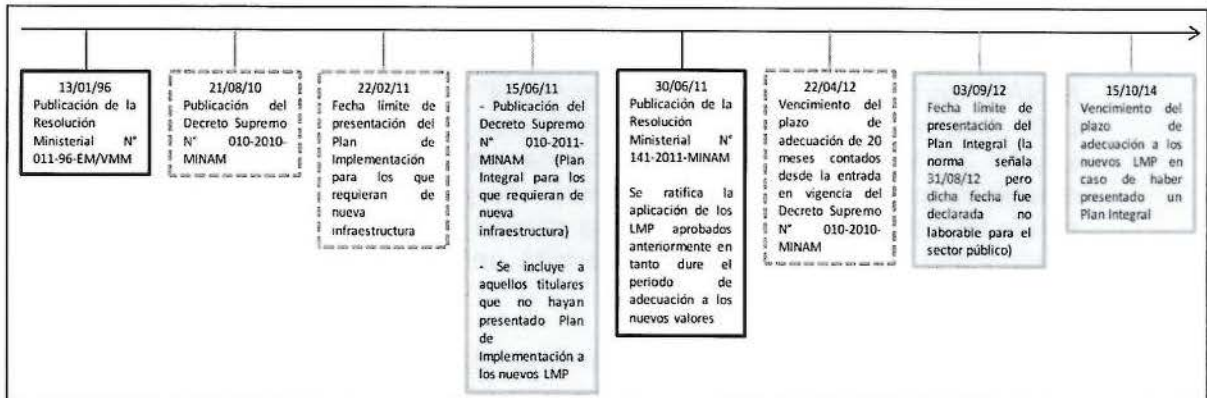 13/01/96
Publicación de la
Resolución
Ministerial N°
011-96-EM/VMM
21/08/10
Publicación del
Decreto Supremo
N° 010-2010-
MINAM
22/02/11
Fecha límite de
presentación del
Plan de
Implementación
para los que
requieran de
nueva
infraestructura
15/06/11
- Publicación del
Decreto Supremo
N° 010-2011-
MINAM (Plan
Integral para los
que requieran de
nueva
infraestructura)
- Se incluye a
aquellos titulares
que no hayan
presentado Plan
de
Implementación a
los nuevos LMP
30/06/11
Publicación de la
Resolución
Ministerial N°
141-2011-MINAM
Se ratifica la
aplicación de los
LMP aprobados
anteriormente en
tanto dure el
periodo de
adecuación a los
nuevos valores
22/04/12
Vencimiento del
plazo de
adecuación de 20
meses contados
desde la entrada
en vigencia del
Decreto Supremo
N° 010-2010-
MINAM
03/09/12
Fecha límite de
presentación del
Plan Integral (la
norma señala
31/08/12 pero
dicha fecha fue
declarada no
laborable para el
sector público)
15/10/14
Vencimiento del
plazo de
adecuación a los
nuevos LMP en
caso de haber
presentado un
Plan Integral